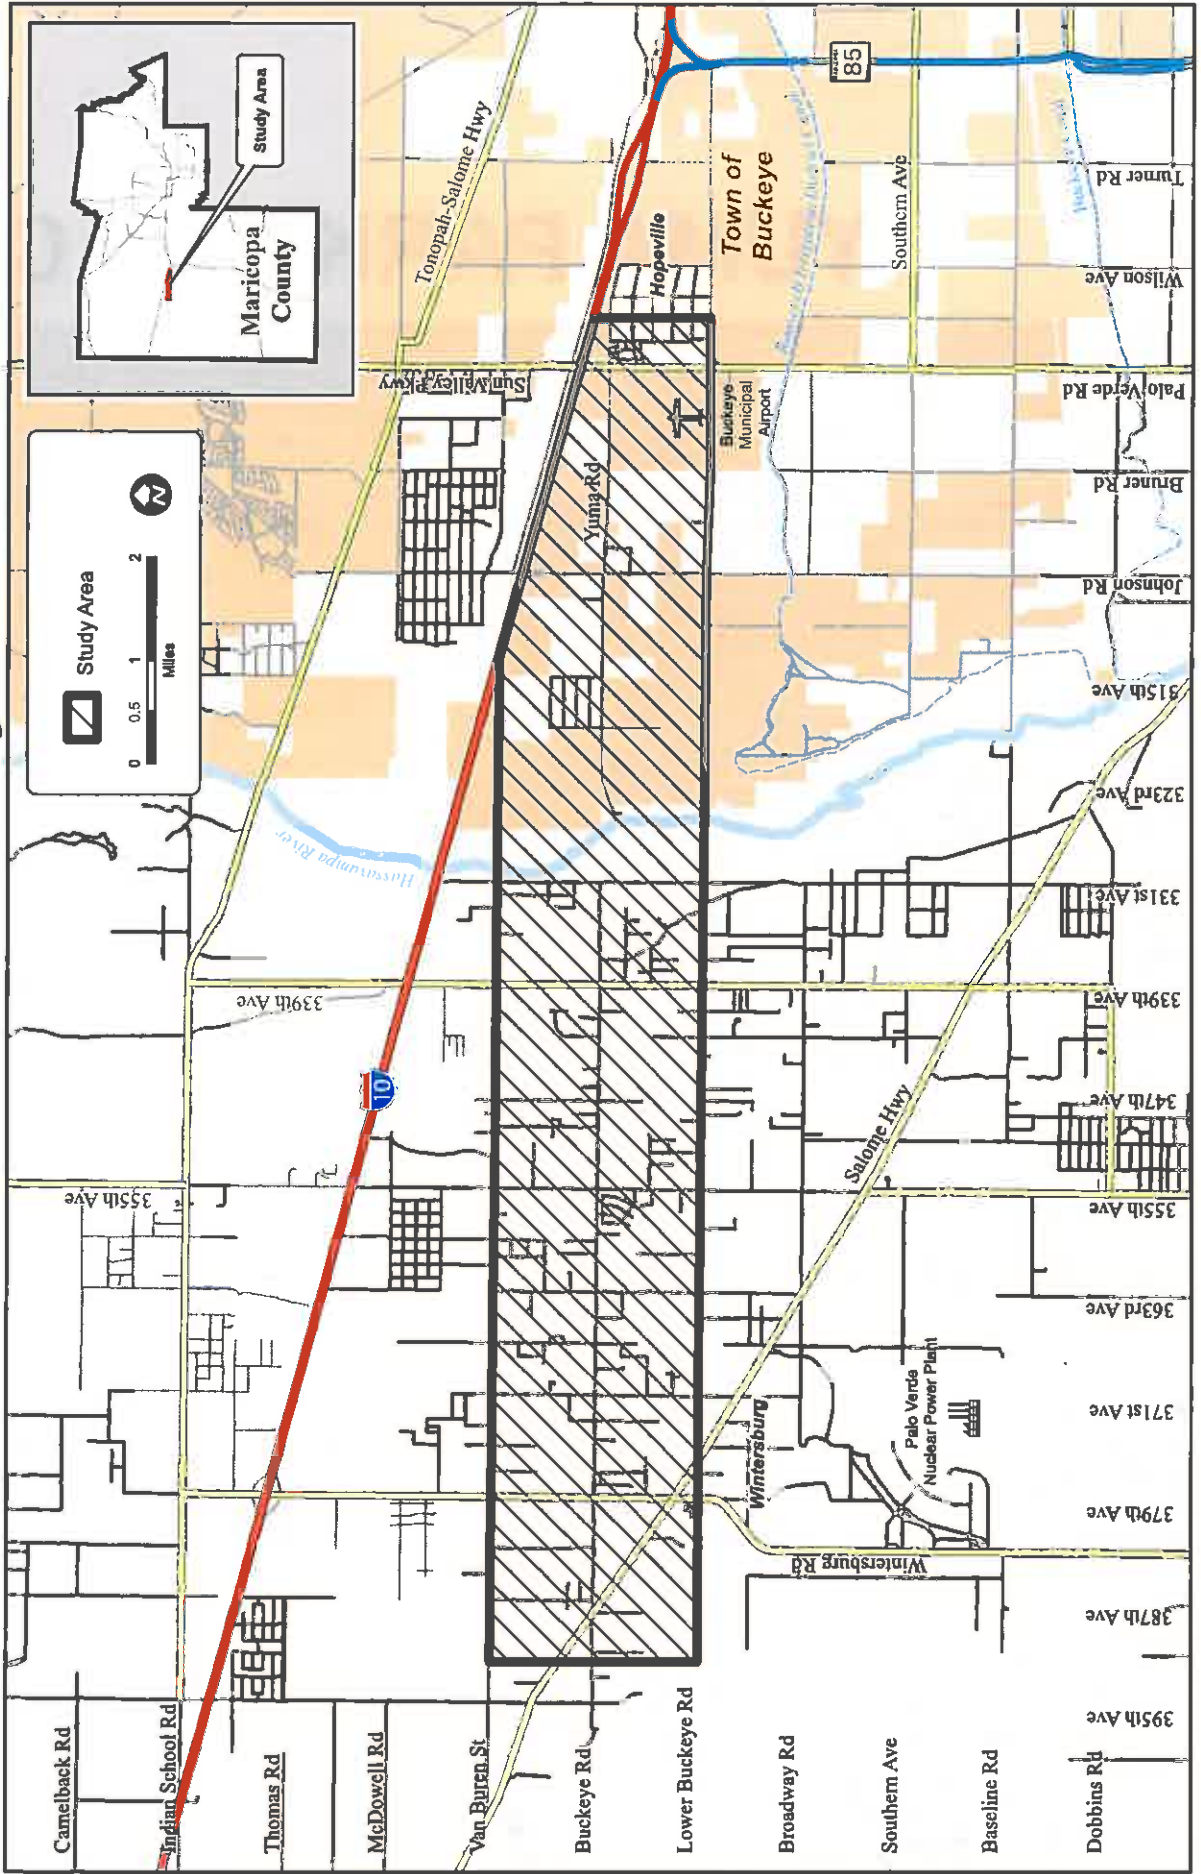 Camelback Rd
Indian School Rd
Thomas Rd
McDowell Rd
Van Buren St
Buckeye Rd
Lower Buckeye Rd
Broadway Rd
Southern Ave
Baseline Rd
Dobbins Rd
395th Ave
387th Ave
379th Ave
371st Ave
363rd Ave
355th Ave
347th Ave
339th Ave
331st Ave
323rd Ave
315th Ave
Johnson Rd
Bruner Rd
Palo Verde Rd
Wilson Ave
Turner Rd
355th Ave
339th Ave
10
Hassayampa River
Wintersburg
Wintersburg Rd
Palo Verde
Nuclear Power Plant
Salome Hwy
Yuma Rd
Sun Valley Pkwy
Tonopah-Salome Hwy
Buckeye
Municipal
Airport
Hopeville
Town of
Buckeye
Southern Ave
85
Study Area
0
0.5
1
2
Miles
N
Maricopa
County
Study Area